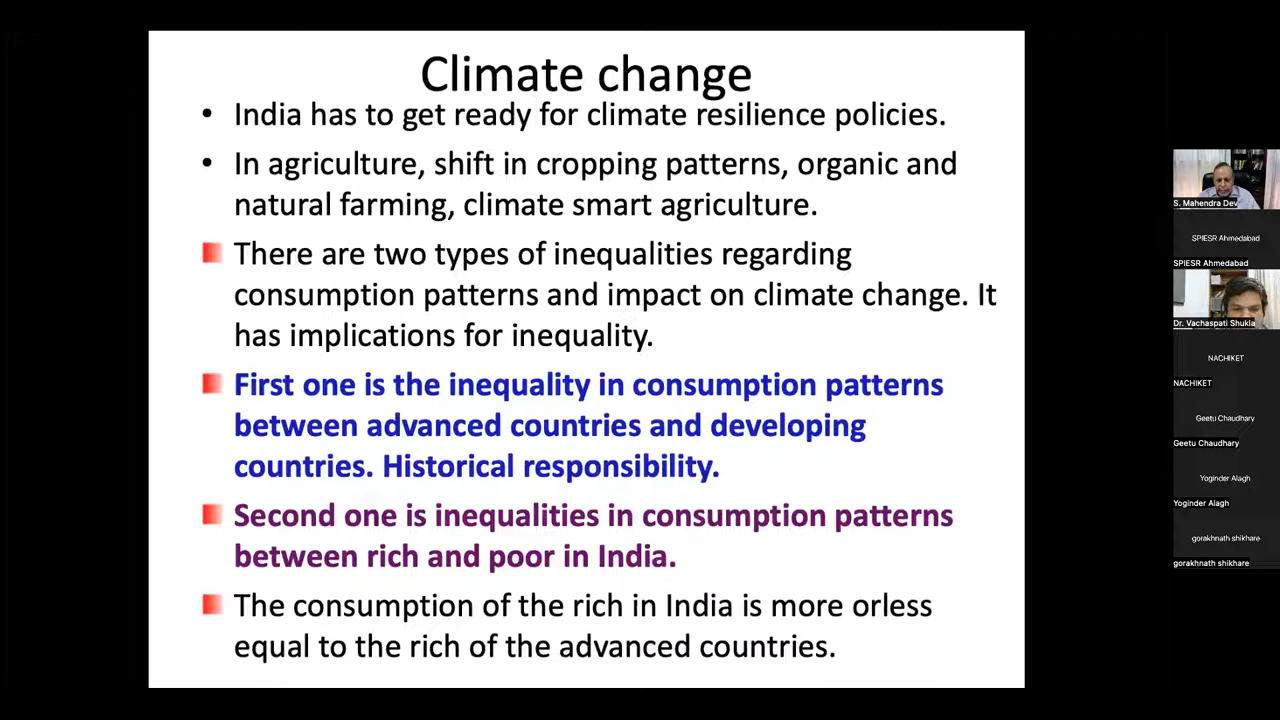 Climate change
• India has to get ready for climate resilience policies.
• In agriculture, shift in cropping patterns, organic and
natural farming, climate smart agriculture.
There are two types of inequalities regarding
consumption patterns and impact on climate change. It
has implications for inequality.
First one is the inequality in consumption patterns
between advanced countries and developing
countries. Historical responsibility.
Second one is inequalities in consumption patterns
between rich and poor in India.
The consumption of the rich in India is more orless
equal to the rich of the advanced countries.
S. Mahendra Dev
SPIESR Ahmedabad
SPIESR Ahmedabad
Dr. Vachaspati Shukla
NACHIKET
NACHIKET
Geetu Chaudhary
Geetu Chaudhary
Yoginder Alagh
Yoginder Alagh
gorakhnath shikhare
gorakhnath shikhare